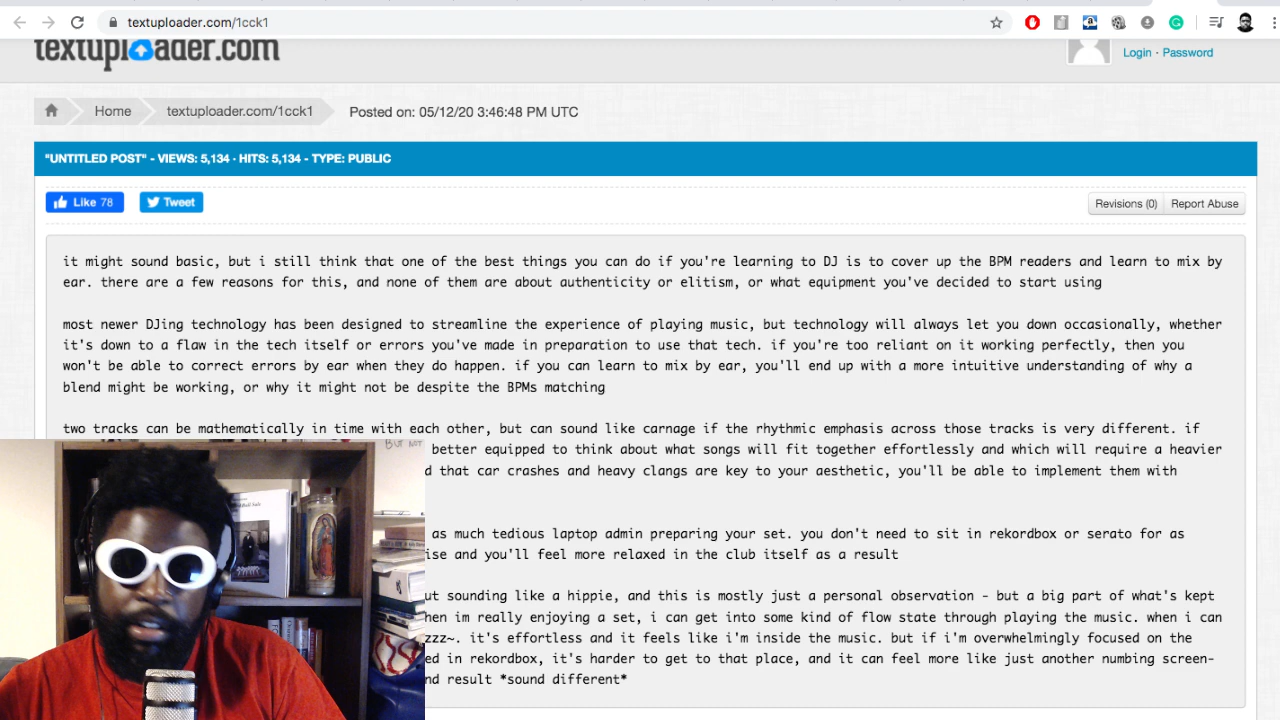 textuploader.com/1cck1
textuploader.com
Login · Password
Home
textuploader.com/1cck1
Posted on: 05/12/20 3:46:48 PM UTC
"UNTITLED POST" - VIEWS: 5,134 · HITS: 5,134 - TYPE: PUBLIC
Like 78
Tweet
Revisions (0)
Report Abuse
it might sound basic, but i still think that one of the best things you can do if you're learning to DJ is to cover up the BPM readers and learn to mix by
ear. there are a few reasons for this, and none of them are about authenticity or elitism, or what equipment you've decided to start using
most newer DJing technology has been designed to streamline the experience of playing music, but technology will always let you down occasionally, whether
it's down to a flaw in the tech itself or errors you've made in preparation to use that tech. if you're too reliant on it working perfectly, then you
won't be able to correct errors by ear when they do happen. if you can learn to mix by ear, you'll end up with a more intuitive understanding of why a
blend might be working, or why it might not be despite the BPMs matching
two tracks can be mathematically in time with each other, but can sound like carnage if the rhythmic emphasis across those tracks is very different. if
BUT NOT
better equipped to think about what songs will fit together effortlessly and which will require a heavier
d that car crashes and heavy clangs are key to your aesthetic, you'll be able to implement them with
as much tedious laptop admin preparing your set. you don't need to sit in rekordbox or serato for as
ise and you'll feel more relaxed in the club itself as a result
ut sounding like a hippie, and this is mostly just a personal observation - but a big part of what's kept
hen im really enjoying a set, i can get into some kind of flow state through playing the music. when i can
zzz~. it's effortless and it feels like i'm inside the music. but if i'm overwhelmingly focused on the
ed in rekordbox, it's harder to get to that place, and it can feel more like just another numbing screen-
nd result *sound different*